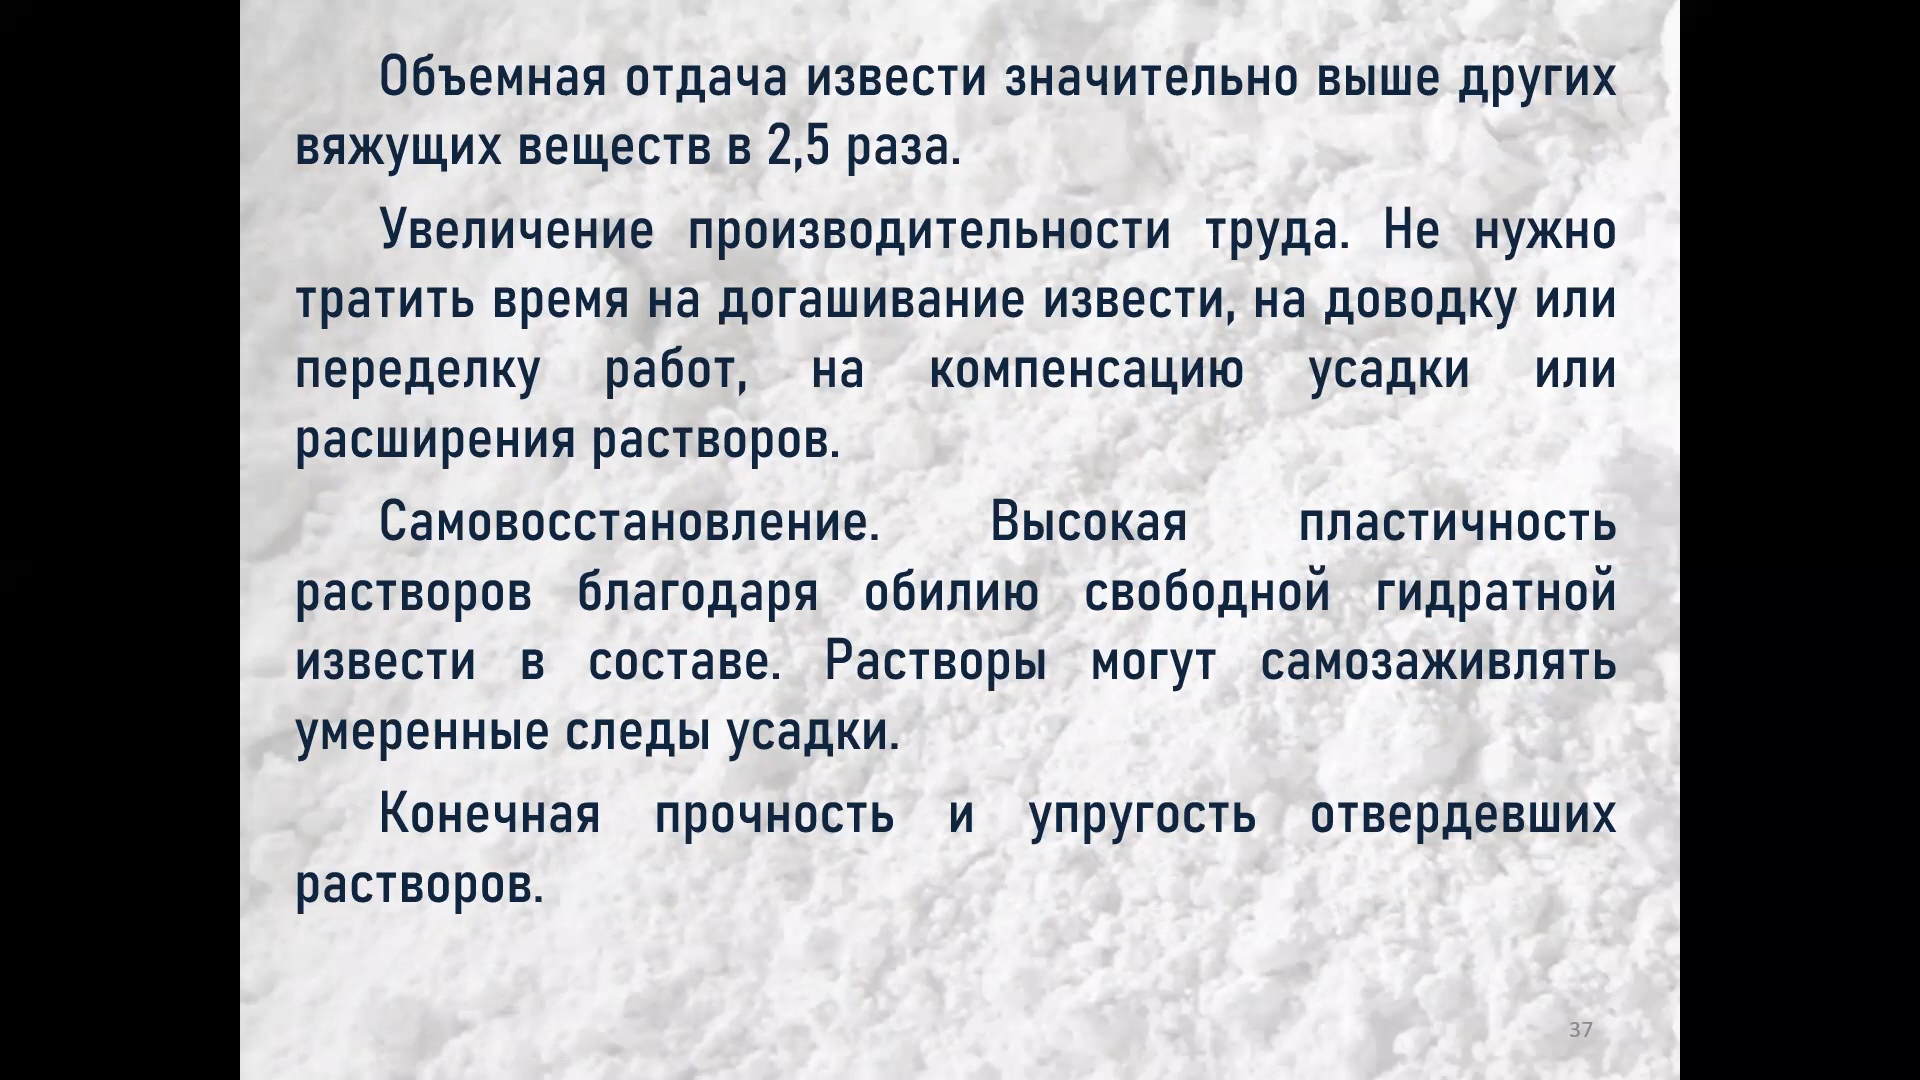 Объемная отдача извести значительно выше других
вяжущих веществ в 2,5 раза.
Увеличение производительности труда. Не нужно
тратить время на догашивание извести, на доводку или
переделку работ, на компенсацию усадки или
расширения растворов.
Самовосстановление. Высокая пластичность
растворов благодаря обилию свободной гидратной
извести в составе. Растворы могут самозаживлять
умеренные следы усадки.
Конечная прочность и упругость отвердевших
растворов.
37